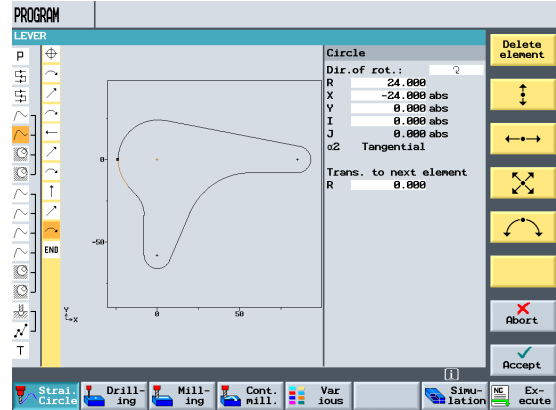 PROGRAM
LEVER
P
T
END
0
-50
0
50
Y
X
Circle
Dir.of rot.:
R 24.000
X -24.000 abs
Y 0.000 abs
I 0.000 abs
J 0.000 abs
α2 Tangential
Trans. to next element
R 0.000
Delete
element
Abort
Accept
i
Strai.
Circle
Drill-
ing
Mill-
ing
Cont.
mill.
Var
ious
Simu-
lation
NC
Ex-
ecute